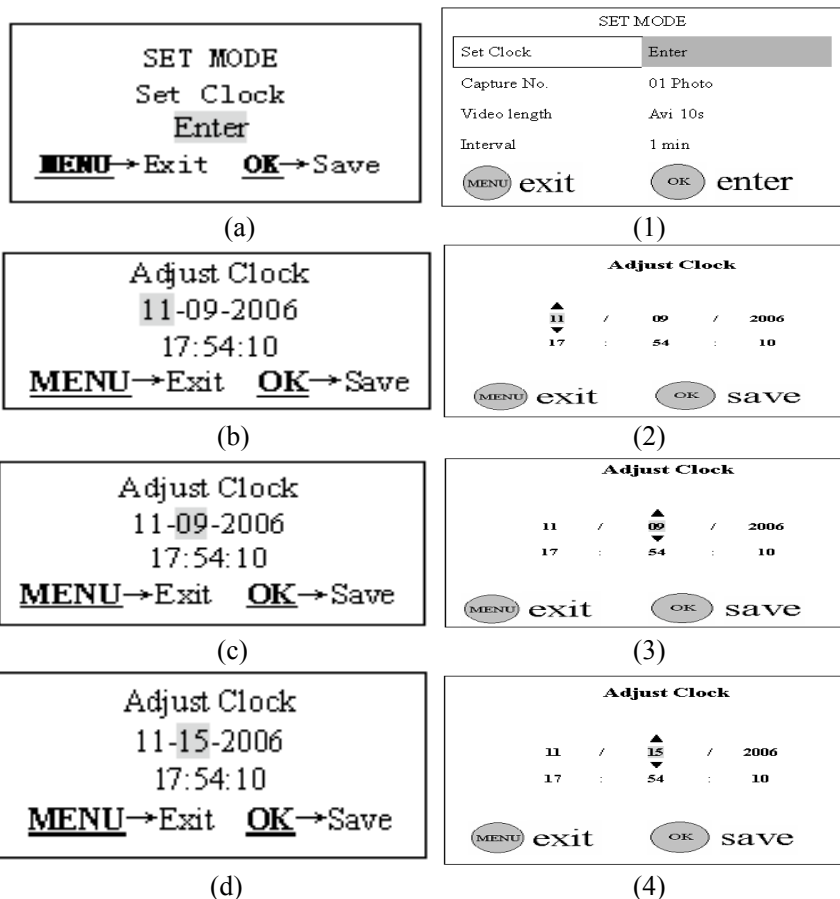 SET MODE
Set Clock
Enter
MENU→Exit OK→Save
(a)
SET MODE
Set Clock Enter
Capture No. 01 Photo
Video length Avi 10s
Interval 1 min
MENU exit OK enter
(1)
Adjust Clock
11-09-2006
17:54:10
MENU→Exit OK→Save
(b)
Adjust Clock
11 / 09 / 2006
17 : 54 : 10
MENU exit OK save
(2)
Adjust Clock
11-09-2006
17:54:10
MENU→Exit OK→Save
(c)
Adjust Clock
11 / 09 / 2006
17 : 54 : 10
MENU exit OK save
(3)
Adjust Clock
11-15-2006
17:54:10
MENU→Exit OK→Save
(d)
Adjust Clock
11 / 15 / 2006
17 : 54 : 10
MENU exit OK save
(4)